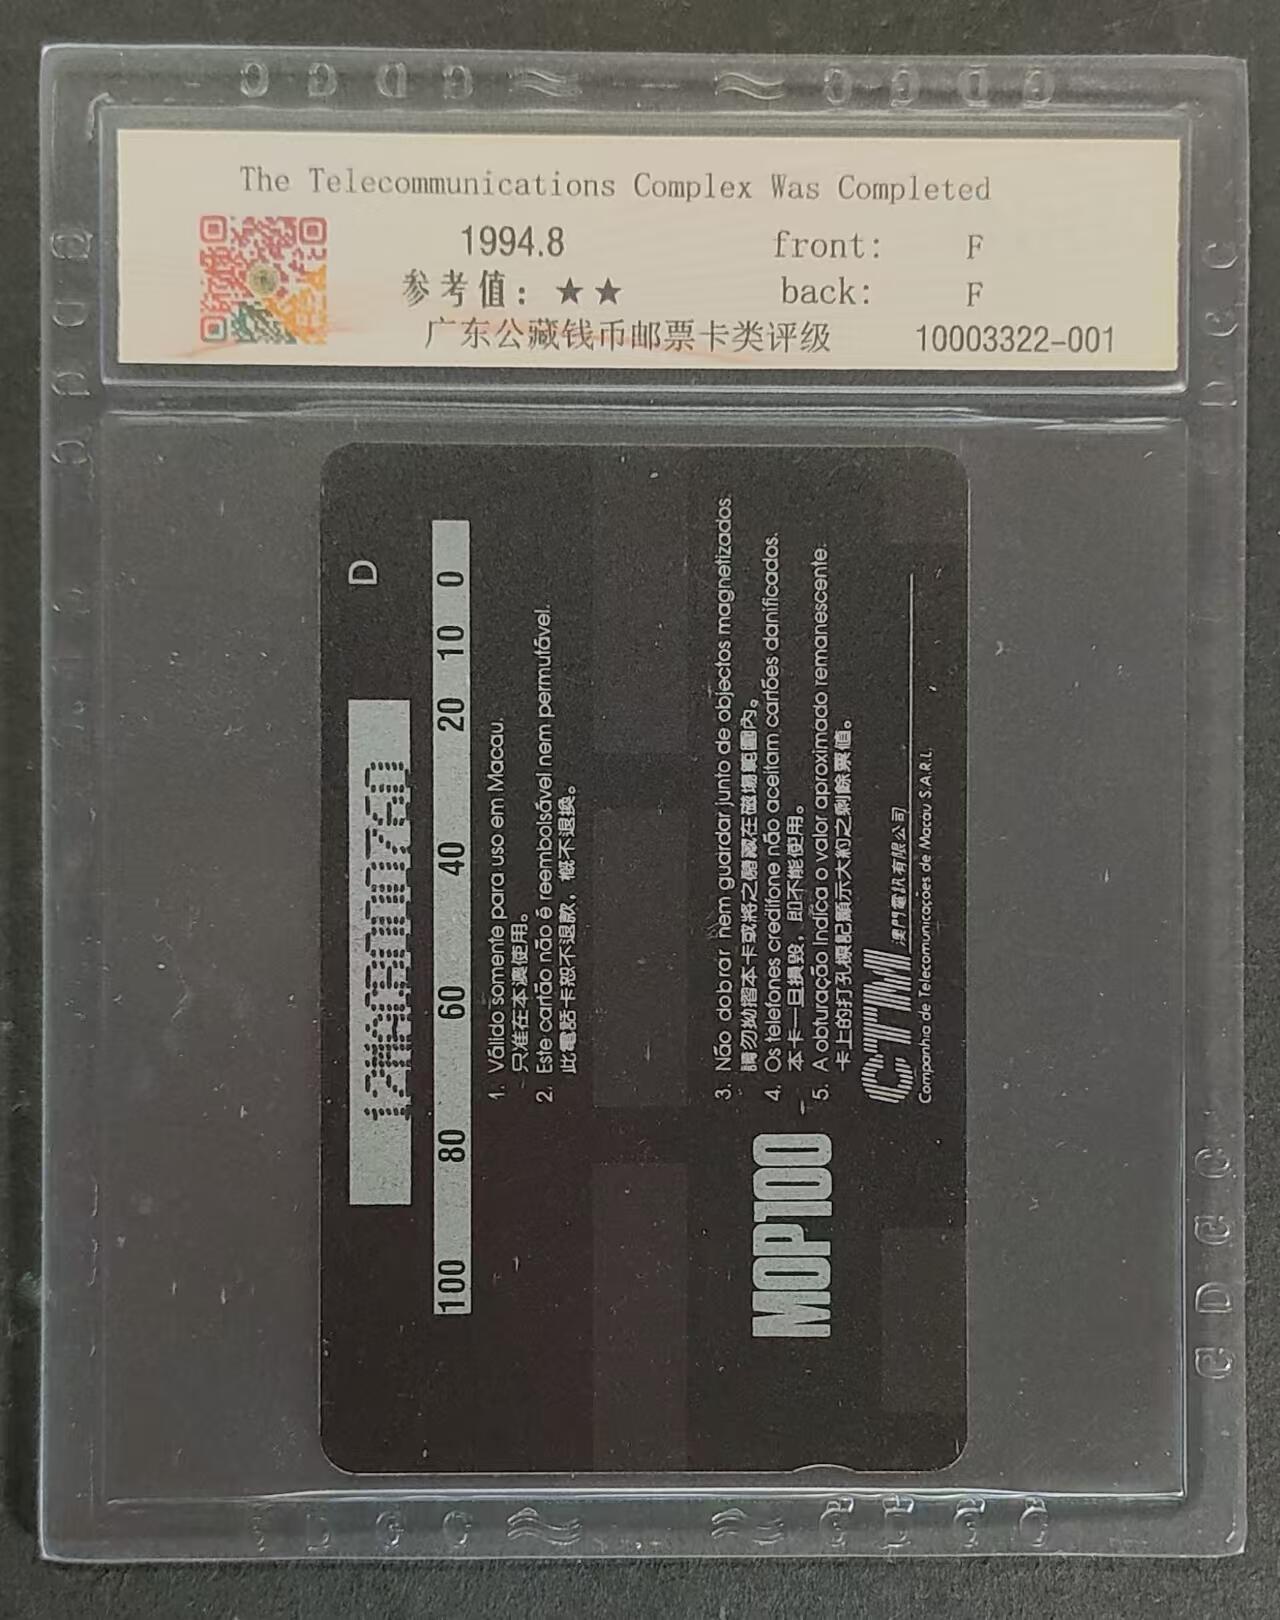 The Telecommunications Complex Was Completed
1994.8
front: F
参考值：★★
back: F
广东公藏钱币邮票卡类评级
10003322-001
D
100 80 60 40 20 10 0
1. Válido somente para uso em Macau.
只准在本澳使用。
2. Este cartão não é reembolsável nem permutável.
此電話卡恕不退款，概不退換。
MOP100
3. Não dobrar nem guardar junto de objectos magnetizados.
請勿拗摺本卡或將之儲藏在磁場範圍內。
4. Os telefones credifone não aceitam cartões danificados.
本卡一旦損毀，即不能使用。
5. A obturação indica o valor aproximado remanescente.
卡上的打孔標記顯示大約之剩餘票值。
CTM 澳門電訊有限公司
Companhia de Telecomunicações de Macau S.A.R.L.